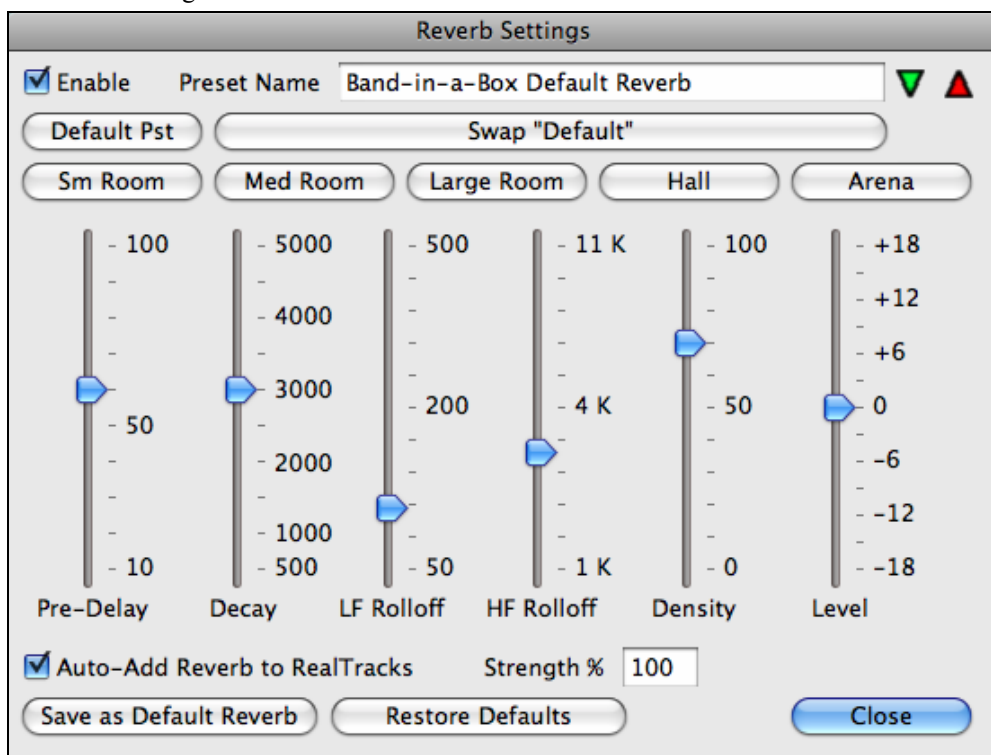 Reverb Settings
Enable Preset Name Band-in-a-Box Default Reverb
Default Pst Swap "Default"
Sm Room Med Room Large Room Hall Arena
- 100 - 5000 - 500 - 11 K - 100 - +18
- +12
- 4000
- +6
- 3000
- 200 - 4 K - 50 - 0
- 50
- 2000 - -6
- -12
- 1000
- 10 - 500 - 50 - 1 K - 0 - -18
Pre-Delay Decay LF Rolloff HF Rolloff Density Level
Auto-Add Reverb to RealTracks Strength % 100
Save as Default Reverb Restore Defaults Close